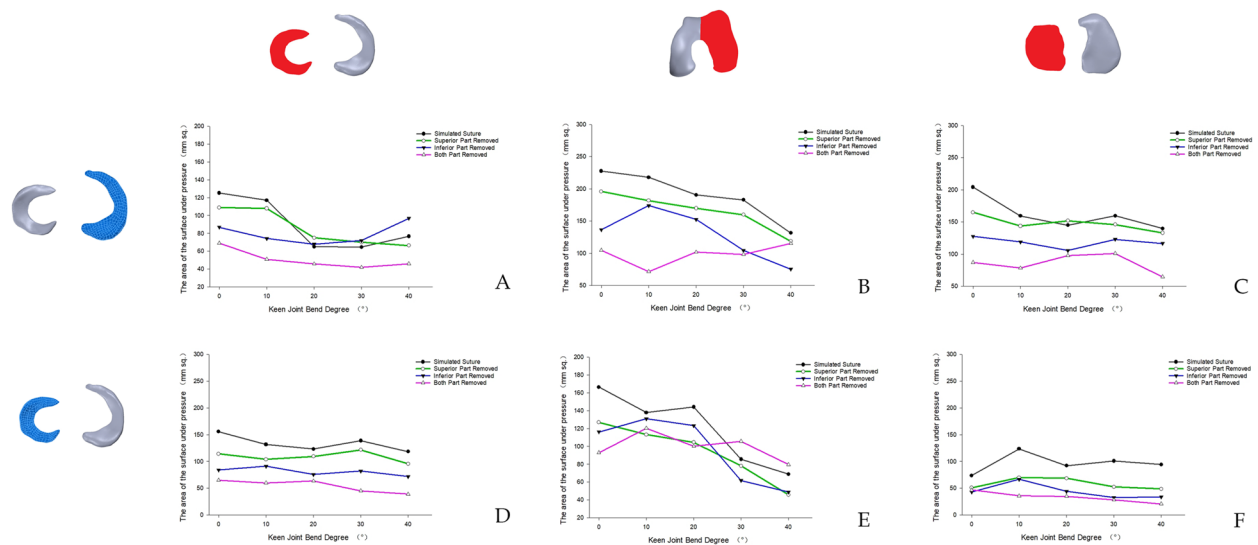 The area of the surface under pressure (mm sq.)
200
180
160
140
120
100
80
60
40
20
0 10 20 30 40
Keen Joint Bend Degree (°)
Simulated Suture
Superior Part Removed
Inferior Part Removed
Both Part Removed
A
The area of the surface under pressure (mm sq.)
300
250
200
150
100
50
0 10 20 30 40
Keen Joint Bend Degree (°)
Simulated Suture
Superior Part Removed
Inferior Part Removed
Both Part Removed
B
The area of the surface under pressure (mm sq.)
300
250
200
150
100
50
0 10 20 30 40
Keen Joint Bend Degree (°)
Simulated Suture
Superior Part Removed
Inferior Part Removed
Both Part Removed
C
The area of the surface under pressure (mm sq.)
300
250
200
150
100
50
0
0 10 20 30 40
Keen Joint Bend Degree (°)
Simulated Suture
Superior Part Removed
Inferior Part Removed
Both Part Removed
D
The area of the surface under pressure (mm sq.)
200
180
160
140
120
100
80
60
40
20
0 10 20 30 40
Keen Joint Bend Degree (°)
Simulated Suture
Superior Part Removed
Inferior Part Removed
Both Part Removed
E
The area of the surface under pressure (mm sq.)
300
250
200
150
100
50
0
0 10 20 30 40
Keen Joint Bend Degree (°)
Simulated Suture
Superior Part Removed
Inferior Part Removed
Both Part Removed
F